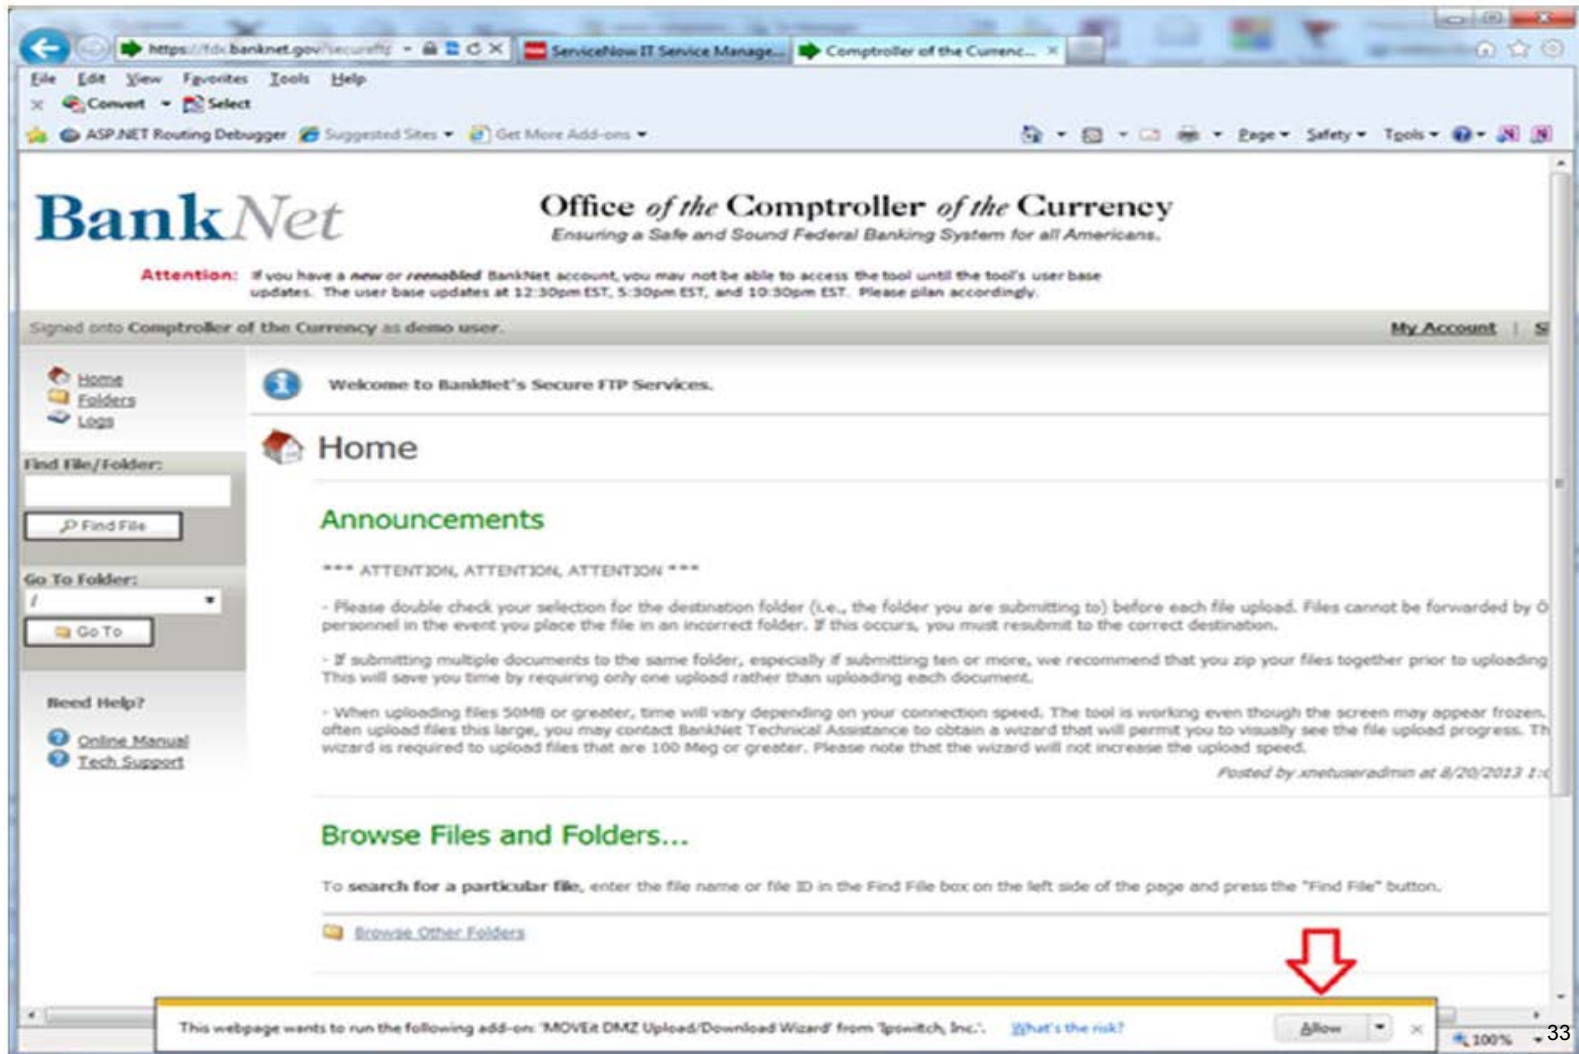 https://fdx.banknet.gov/secureftp
ServiceNow IT Service Manage...
Comptroller of the Currenc...
File Edit View Favorites Tools Help
Convert Select
ASP.NET Routing Debugger Suggested Sites Get More Add-ons
Page Safety Tools
BankNet
Office of the Comptroller of the Currency
Ensuring a Safe and Sound Federal Banking System for all Americans.
Attention: If you have a new or reenabled BankNet account, you may not be able to access the tool until the tool's user base
updates. The user base updates at 12:30pm EST, 5:30pm EST, and 10:30pm EST. Please plan accordingly.
Signed onto Comptroller of the Currency as demo user.
My Account | S
Home
Folders
Logs
Welcome to BankNet's Secure FTP Services.
Home
Find File/Folder:
Find File
Go To Folder:
/
Go To
Need Help?
Online Manual
Tech Support
Announcements
*** ATTENTION, ATTENTION, ATTENTION ***
- Please double check your selection for the destination folder (i.e., the folder you are submitting to) before each file upload. Files cannot be forwarded by O
personnel in the event you place the file in an incorrect folder. If this occurs, you must resubmit to the correct destination.
- If submitting multiple documents to the same folder, especially if submitting ten or more, we recommend that you zip your files together prior to uploading
This will save you time by requiring only one upload rather than uploading each document.
- When uploading files 50MB or greater, time will vary depending on your connection speed. The tool is working even though the screen may appear frozen.
often upload files this large, you may contact BankNet Technical Assistance to obtain a wizard that will permit you to visually see the file upload progress. Th
wizard is required to upload files that are 100 Meg or greater. Please note that the wizard will not increase the upload speed.
Posted by xnetuseradmin at 8/20/2013 1:
Browse Files and Folders...
To search for a particular file, enter the file name or file ID in the Find File box on the left side of the page and press the "Find File" button.
Browse Other Folders
This webpage wants to run the following add-on: 'MOVEit DMZ Upload/Download Wizard' from 'Ipswitch, Inc.'. What's the risk?
Allow
100%
33